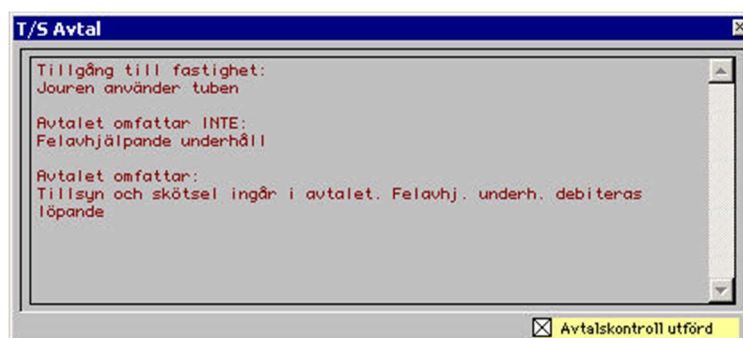 T/S Avtal
Tillgång till fastighet:
Jouren använder tuben
Avtalet omfattar INTE:
Felavhjälpande underhåll
Avtalet omfattar:
Tillsyn och skötsel ingår i avtalet. Felavhj. underh. debiteras
löpande
Avtalskontroll utförd